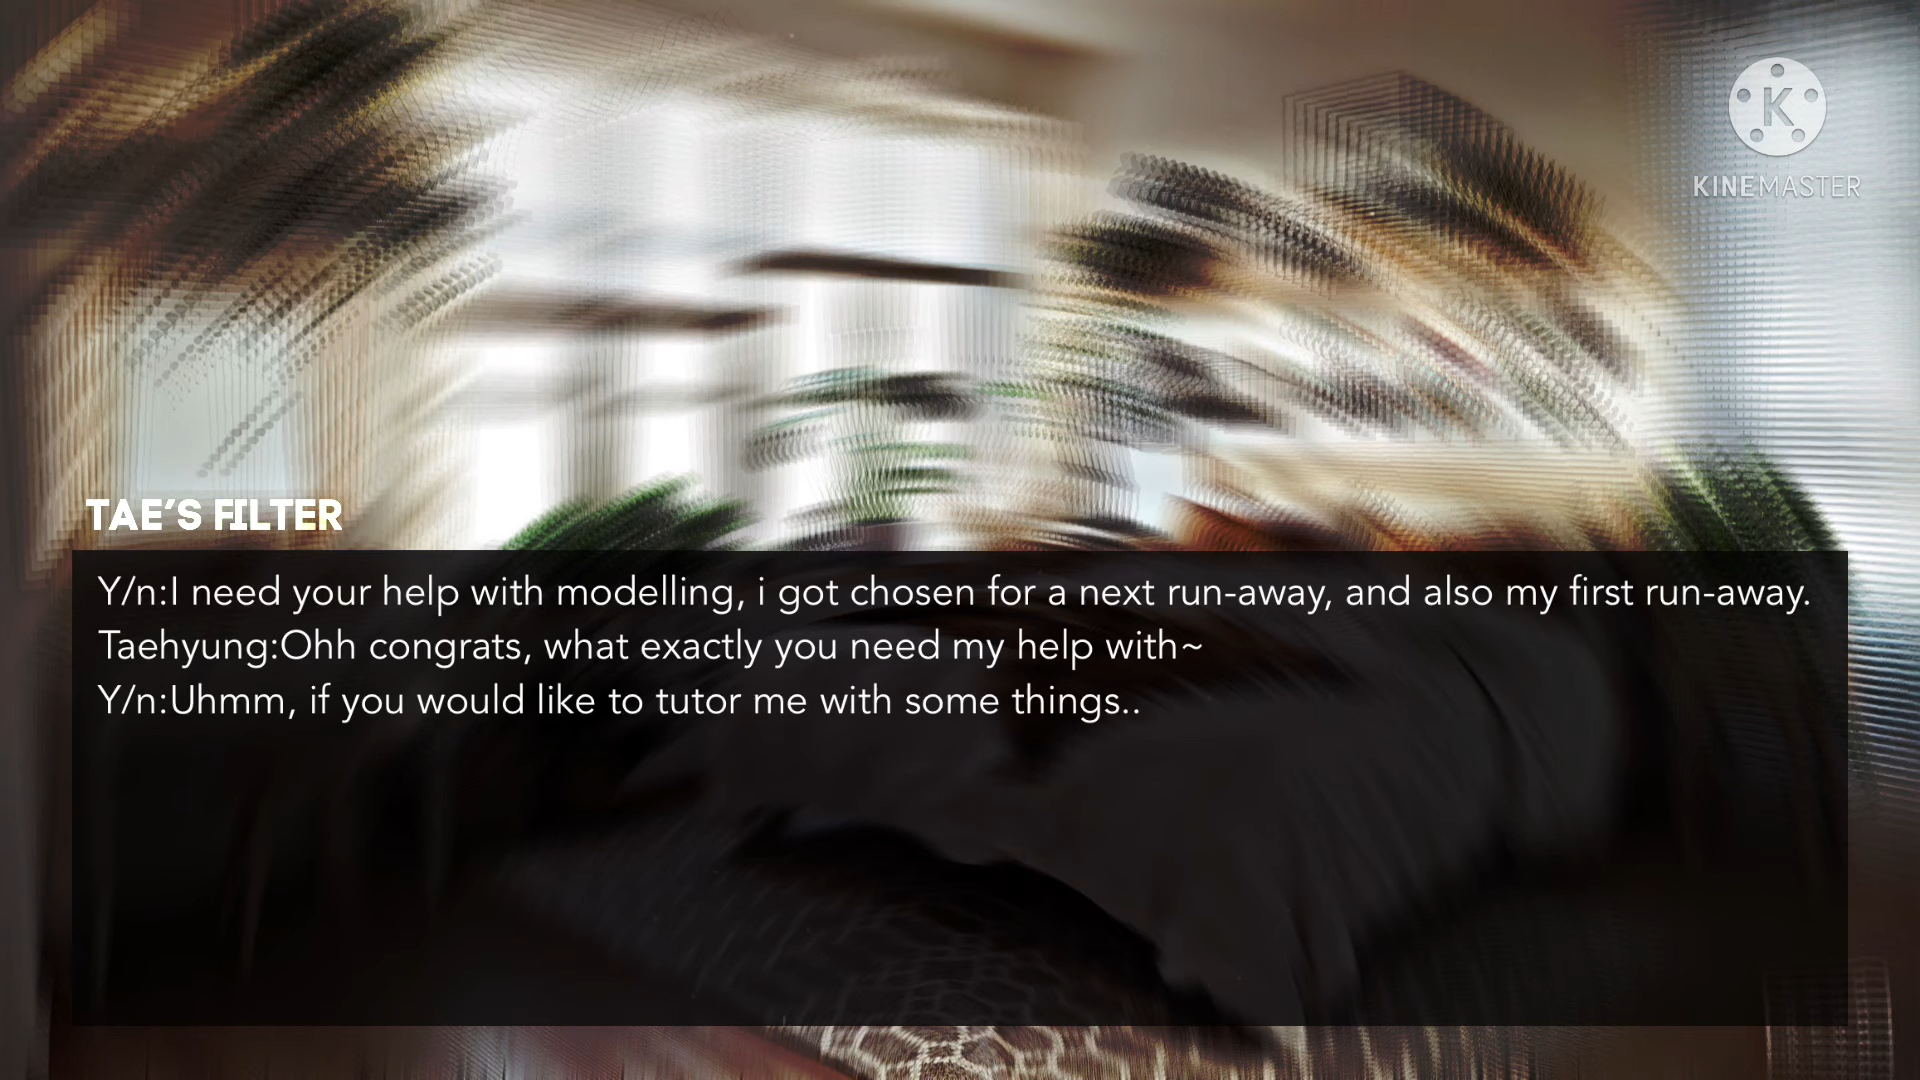 K
KINEMASTER
TAE'S FILTER
Y/n:I need your help with modelling, i got chosen for a next run-away, and also my first run-away.
Taehyung:Ohh congrats, what exactly you need my help with~
Y/n:Uhmm, if you would like to tutor me with some things..